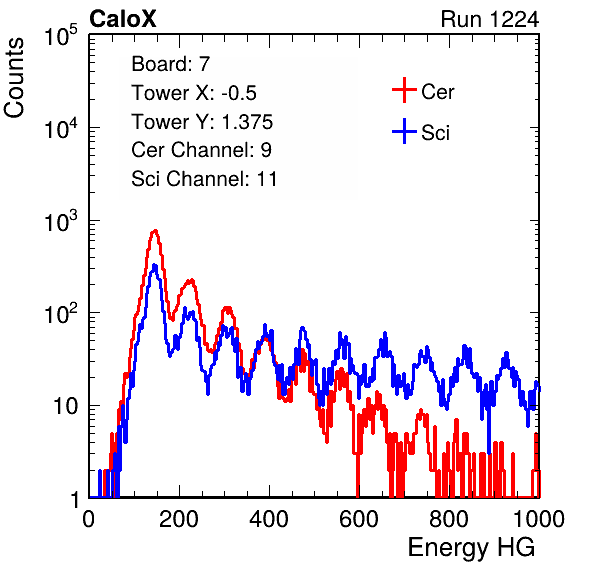 CaloX Run 1224
Counts
Board: 7
Tower X: -0.5
Tower Y: 1.375
Cer Channel: 9
Sci Channel: 11
Cer
Sci
10^5
10^4
10^3
10^2
10
1
0 200 400 600 800 1000
Energy HG